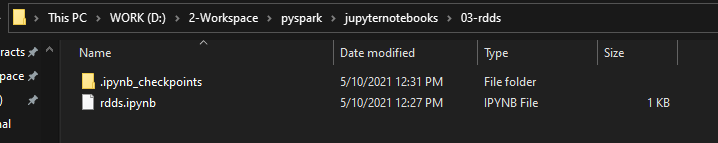 This PC > WORK (D:) > 2-Workspace > pyspark > jupyternotebooks > 03-rdds
Name Date modified Type Size
racts
space
)
nal
.ipynb_checkpoints 5/10/2021 12:31 PM File folder
rdds.ipynb 5/10/2021 12:27 PM IPYNB File 1 KB